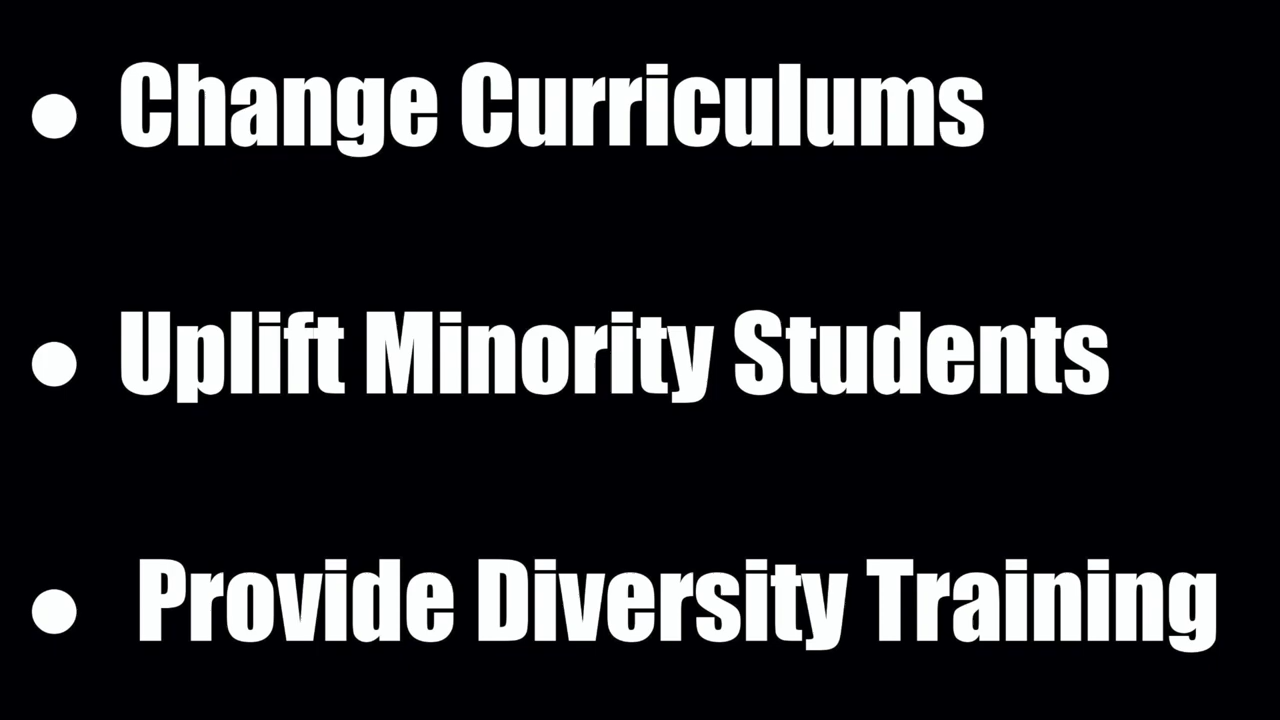 • Change Curriculums
• Uplift Minority Students
• Provide Diversity Training